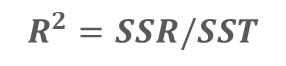 R² = SSR/SST